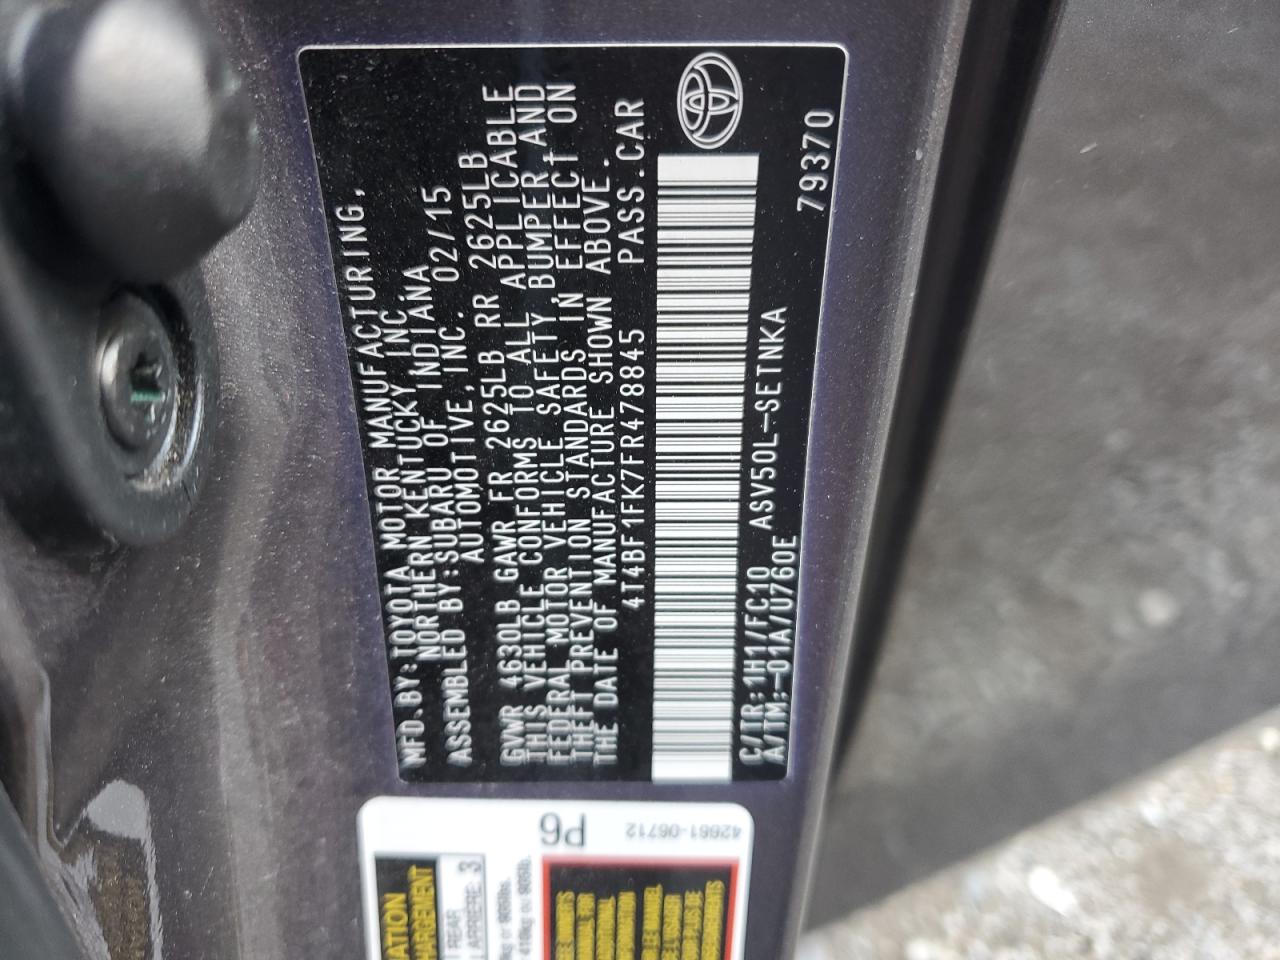 MFD.BY:TOYOTA MOTOR MANUFACTURING,
NORTHERN KENTUCKY INC.
ASSEMBLED BY:SUBARU OF INDIANA
AUTOMOTIVE,INC. 02/15
GVWR 4630LB GAWR FR 2625LB RR 2625LB
THIS VEHICLE CONFORMS TO ALL APPLICABLE
FEDERAL MOTOR VEHICLE SAFETY,BUMPER AND
THEFT PREVENTION STANDARDS IN EFFECT ON
THE DATE OF MANUFACTURE SHOWN ABOVE.
4T4BF1FK7FR478845 PASS.CAR
C/TR:1H1/FC10 ASV50L-SETNKA
A/TM:-01A/U760E 79370
P6
42661-06712
REAR
ARRIERE 3